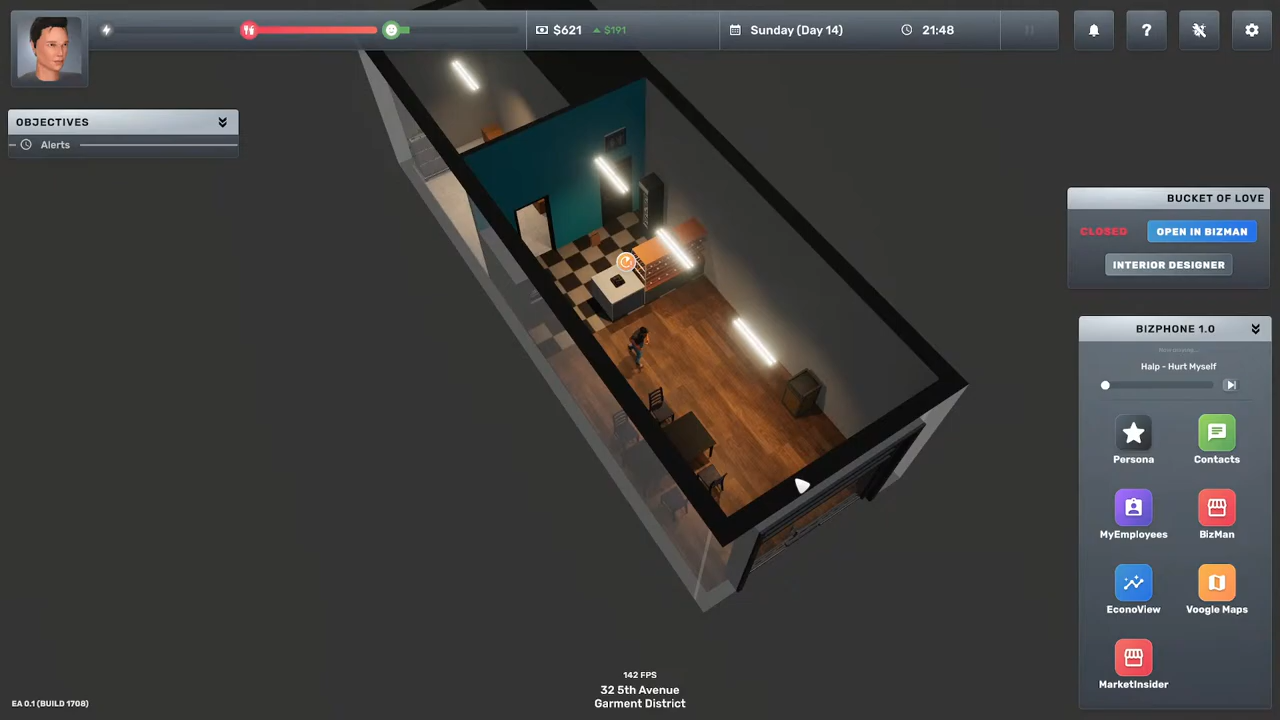 $621
$191
Sunday (Day 14)
21:48
?
OBJECTIVES
Alerts
BUCKET OF LOVE
CLOSED
OPEN IN BIZMAN
INTERIOR DESIGNER
BIZPHONE 1.0
Now playing...
Halp - Hurt Myself
Persona
Contacts
MyEmployees
BizMan
EconoView
Voogle Maps
MarketInsider
142 FPS
32 5th Avenue
Garment District
EA 0.1 (BUILD 1708)